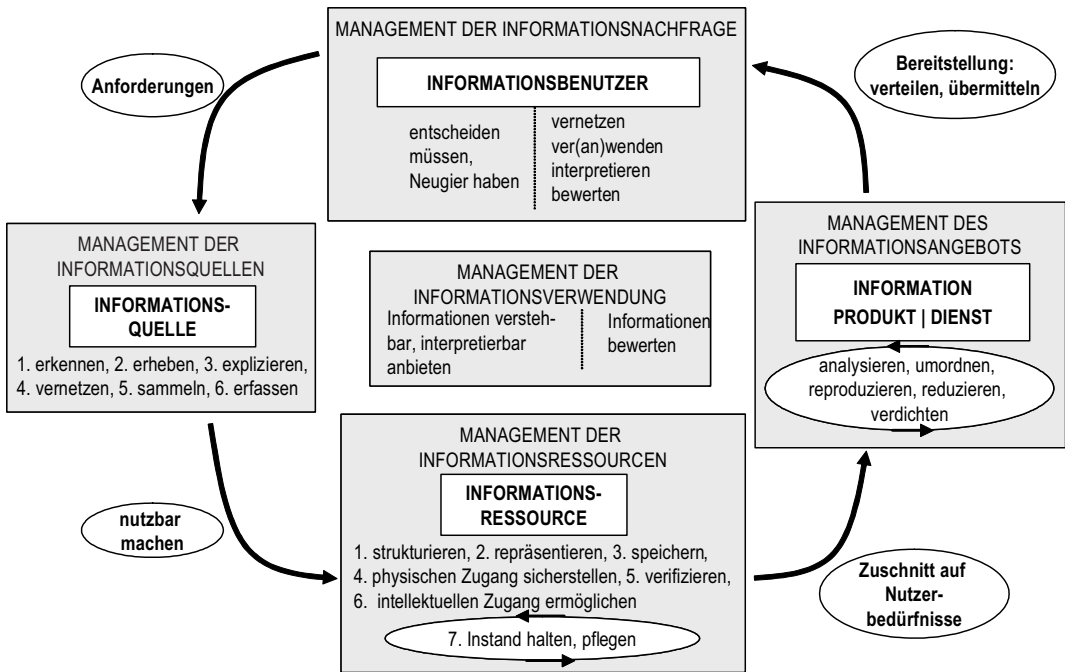 MANAGEMENT DER INFORMATIONSNACHFRAGE
INFORMATIONSBENUTZER
entscheiden
müssen,
Neugier haben
vernetzen
ver(an)wenden
interpretieren
bewerten
Anforderungen
Bereitstellung:
verteilen, übermitteln
MANAGEMENT DER
INFORMATIONSQUELLEN
INFORMATIONS-
QUELLE
1. erkennen, 2. erheben, 3. explizieren,
4. vernetzen, 5. sammeln, 6. erfassen
MANAGEMENT DER
INFORMATIONSVERWENDUNG
Informationen versteh-
bar, interpretierbar
anbieten
Informationen
bewerten
MANAGEMENT DES
INFORMATIONSANGEBOTS
INFORMATION
PRODUKT | DIENST
analysieren, umordnen,
reproduzieren, reduzieren,
verdichten
nutzbar
machen
MANAGEMENT DER
INFORMATIONSRESSOURCEN
INFORMATIONS-
RESSOURCE
1. strukturieren, 2. repräsentieren, 3. speichern,
4. physischen Zugang sicherstellen, 5. verifizieren,
6. intellektuellen Zugang ermöglichen
7. Instand halten, pflegen
Zuschnitt auf
Nutzer-
bedürfnisse